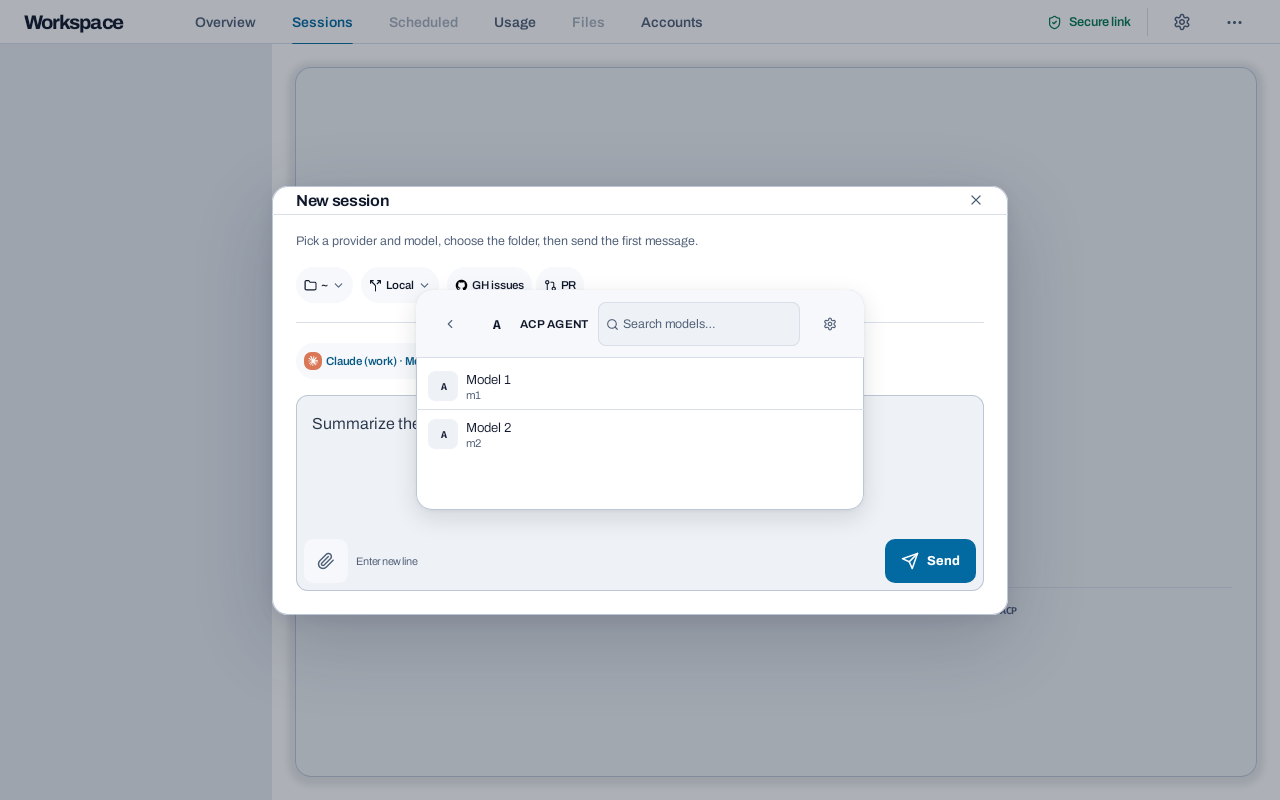 Workspace
Overview
Sessions
Scheduled
Usage
Files
Accounts
Secure link
New session
Pick a provider and model, choose the folder, then send the first message.
~
Local
GH issues
PR
A
ACP AGENT
Search models...
Claude (work) ·
A
Model 1
m1
Summarize the
A
Model 2
m2
Enter new line
Send
ACP